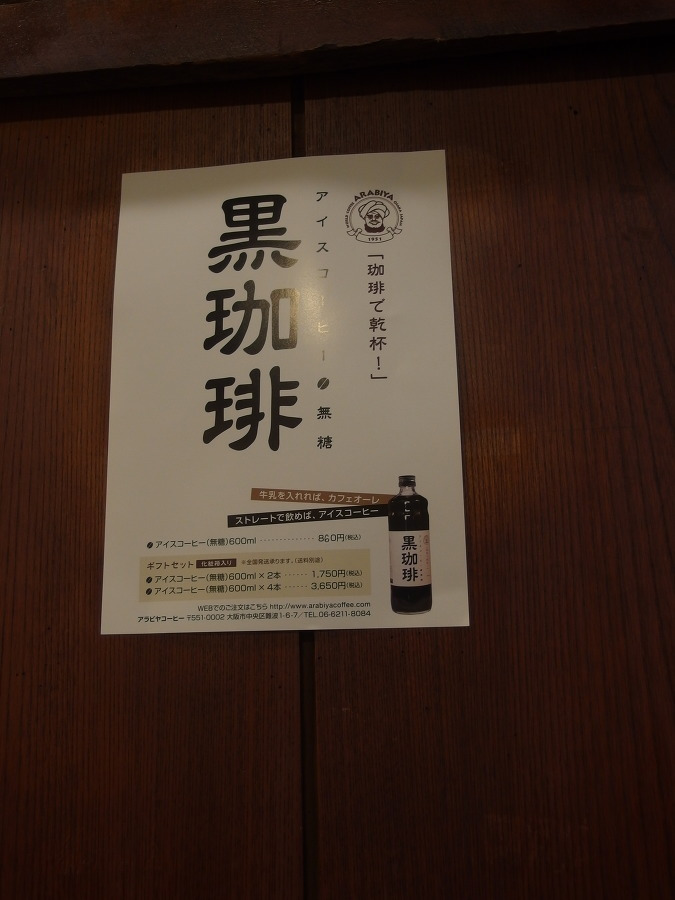 ARABIYA
1951
「珈琲で乾杯！」
アイスコーヒー 無糖
黒珈琲
牛乳を入れれば、カフェオーレ
ストレートで飲めば、アイスコーヒー
アイスコーヒー(無糖)600ml ・・・・・・・・・・・・・・ 860円(税込)
ギフトセット 化粧箱入り ※全国発送承ります。(送料別途)
アイスコーヒー(無糖)600ml×2本 ・・・・・・ 1,750円(税込)
アイスコーヒー(無糖)600ml×4本 ・・・・・・ 3,650円(税込)
黒珈琲
WEBでのご注文はこちら http://www.arabiyacoffee.com
アラビヤコーヒー 〒551-0002 大阪市中央区難波1-6-7／TEL.06-6211-8084